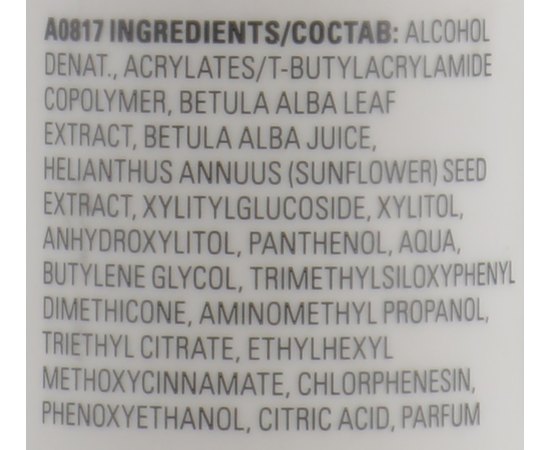 A0817 INGREDIENTS/СОСТАВ: ALCOHOL
DENAT., ACRYLATES/T-BUTYLACRYLAMIDE
COPOLYMER, BETULA ALBA LEAF
EXTRACT, BETULA ALBA JUICE,
HELIANTHUS ANNUUS (SUNFLOWER) SEED
EXTRACT, XYLITYLGLUCOSIDE, XYLITOL,
ANHYDROXYLITOL, PANTHENOL, AQUA,
BUTYLENE GLYCOL, TRIMETHYLSILOXYPHENYL
DIMETHICONE, AMINOMETHYL PROPANOL,
TRIETHYL CITRATE, ETHYLHEXYL
METHOXYCINNAMATE, CHLORPHENESIN,
PHENOXYETHANOL, CITRIC ACID, PARFUM